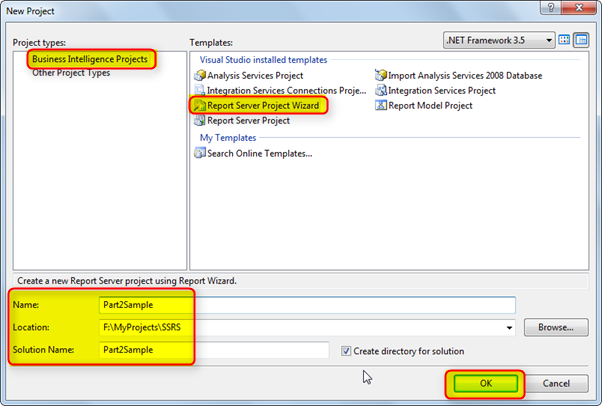 New Project
Project types:
Templates:
.NET Framework 3.5
Business Intelligence Projects
Other Project Types
Visual Studio installed templates
Analysis Services Project
Import Analysis Services 2008 Database
Integration Services Connections Proje...
Integration Services Project
Report Server Project Wizard
Report Model Project
Report Server Project
My Templates
Search Online Templates...
Create a new Report Server project using Report Wizard.
Name:
Part2Sample
Location:
F:\MyProjects\SSRS
Browse...
Solution Name:
Part2Sample
Create directory for solution
OK
Cancel